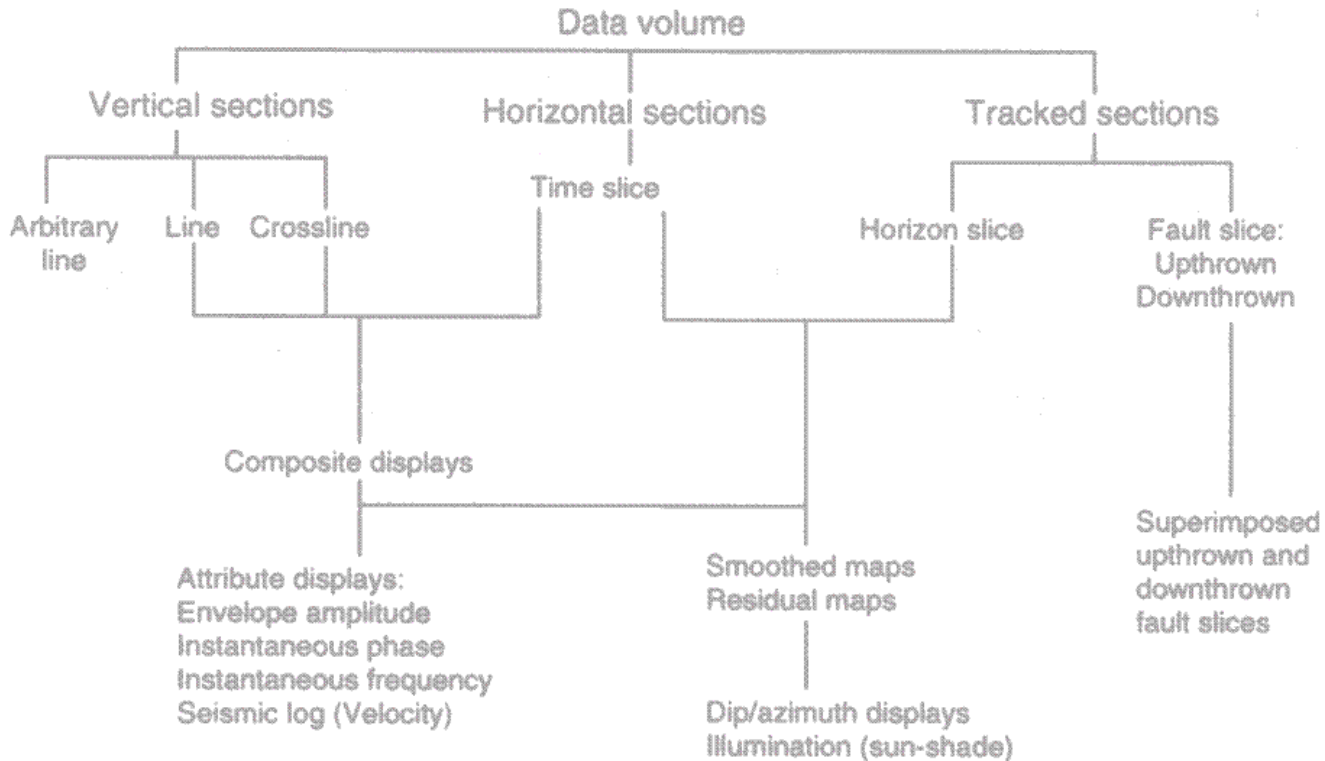 Data volume
Vertical sections
Horizontal sections
Tracked sections
Arbitrary
line
Line
Crossline
Time slice
Horizon slice
Fault slice:
Upthrown
Downthrown
Composite displays
Attribute displays:
Envelope amplitude
Instantaneous phase
Instantaneous frequency
Seismic log (Velocity)
Smoothed maps
Residual maps
Dip/azimuth displays
Illumination (sun-shade)
Superimposed
upthrown and
downthrown
fault slices